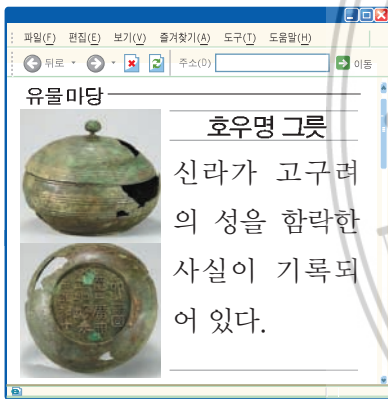 파일(F) 편집(E) 보기(V) 즐겨찾기(A) 도구(T) 도움말(H)
뒤로 주소(D) 이동
유물마당
호우명 그릇
신라가 고구려
의 성을 함락한
사실이 기록되
어 있다.